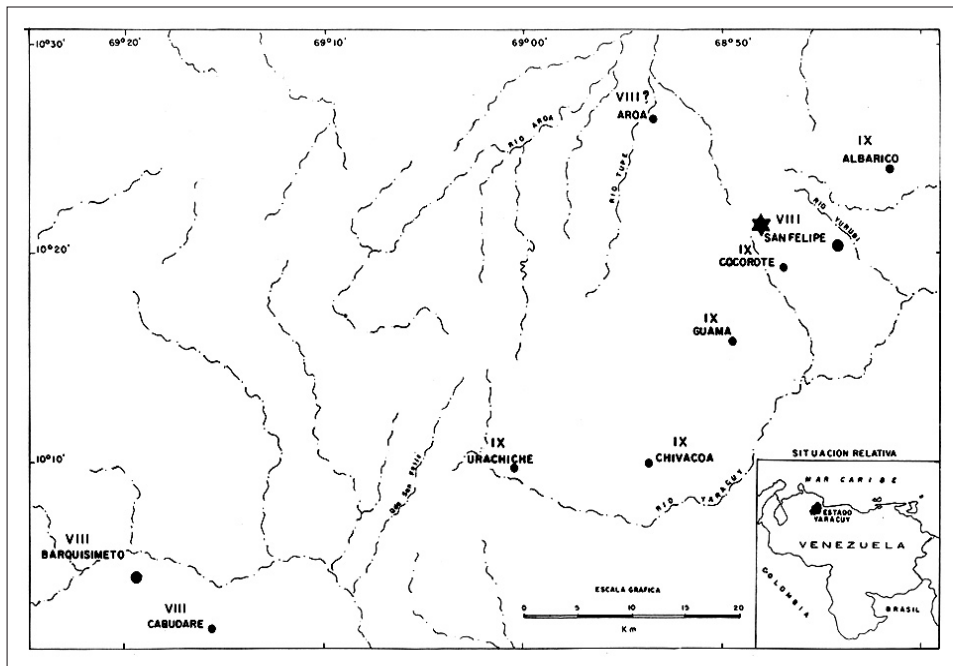 69°20'
69°10'
69°00'
68°50'
10°30'
VIII?
AROA
RIO AROA
RIO TUPE
IX
ALBARICO
RIO YURUBI
VIII
SAN FELIPE
10°20'
IX
COCOROTE
IX
GUAMA
IX
URACHICHE
IX
CHIVACOA
10°10'
RIO YARACUY
VIII
BARQUISIMETO
VIII
CABUDARE
ESCALA GRAFICA
0 5 10 15 20
Km
SITUACION RELATIVA
MAR CARIBE
ESTADO
YARACUY
VENEZUELA
COLOMBIA
BRASIL